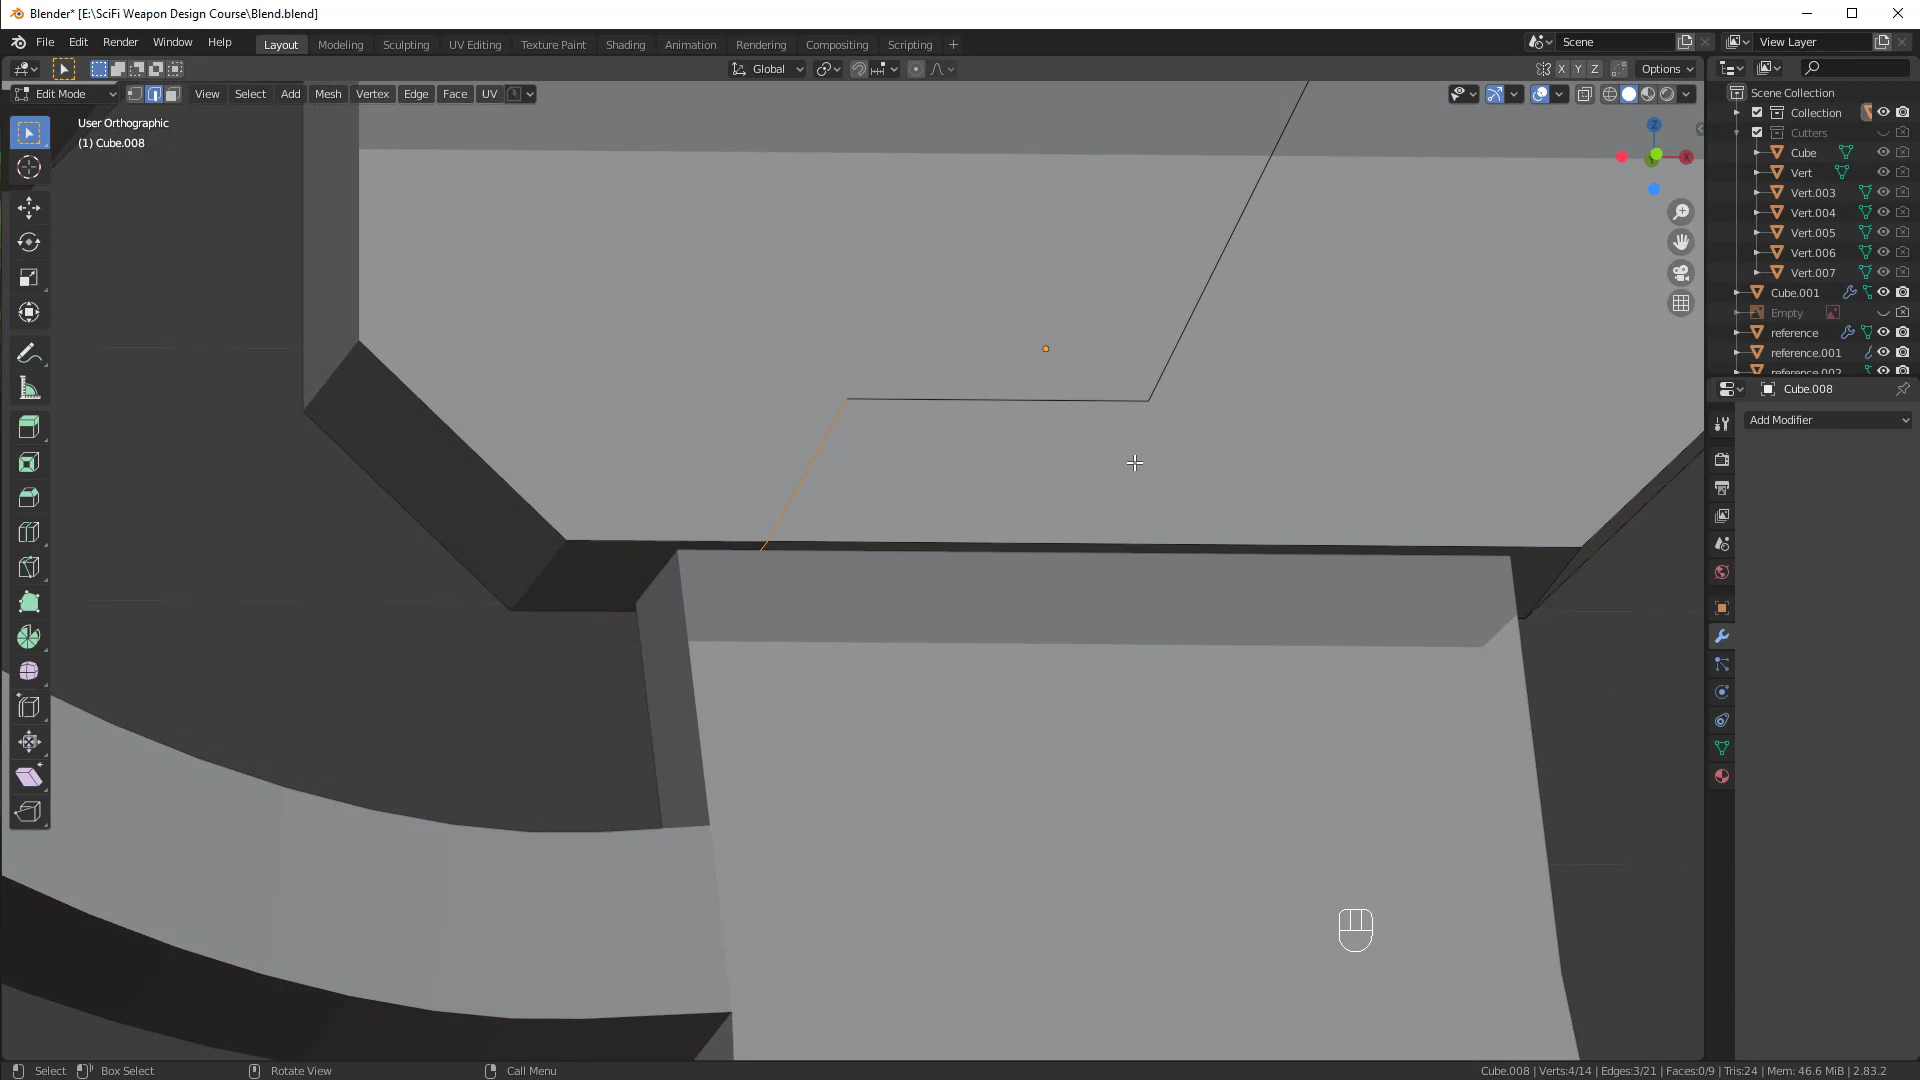 Blender* [E:\SciFi Weapon Design Course\Blend.blend]
File Edit Render Window Help Layout Modeling Sculpting UV Editing Texture Paint Shading Animation Rendering Compositing Scripting + Scene View Layer
Global X Y Z Options
Edit Mode View Select Add Mesh Vertex Edge Face UV
Scene Collection
User Orthographic
(1) Cube.008
Z
X
Collection
Cutters
Cube
Vert
Vert.003
Vert.004
Vert.005
Vert.006
Vert.007
Cube.001
Empty
reference
reference.001
reference.002
Cube.008
Add Modifier
Select Box Select Rotate View Call Menu Cube.008 | Verts:4/14 | Edges:3/21 | Faces:0/9 | Tris:24 | Mem: 46.6 MiB | 2.83.2